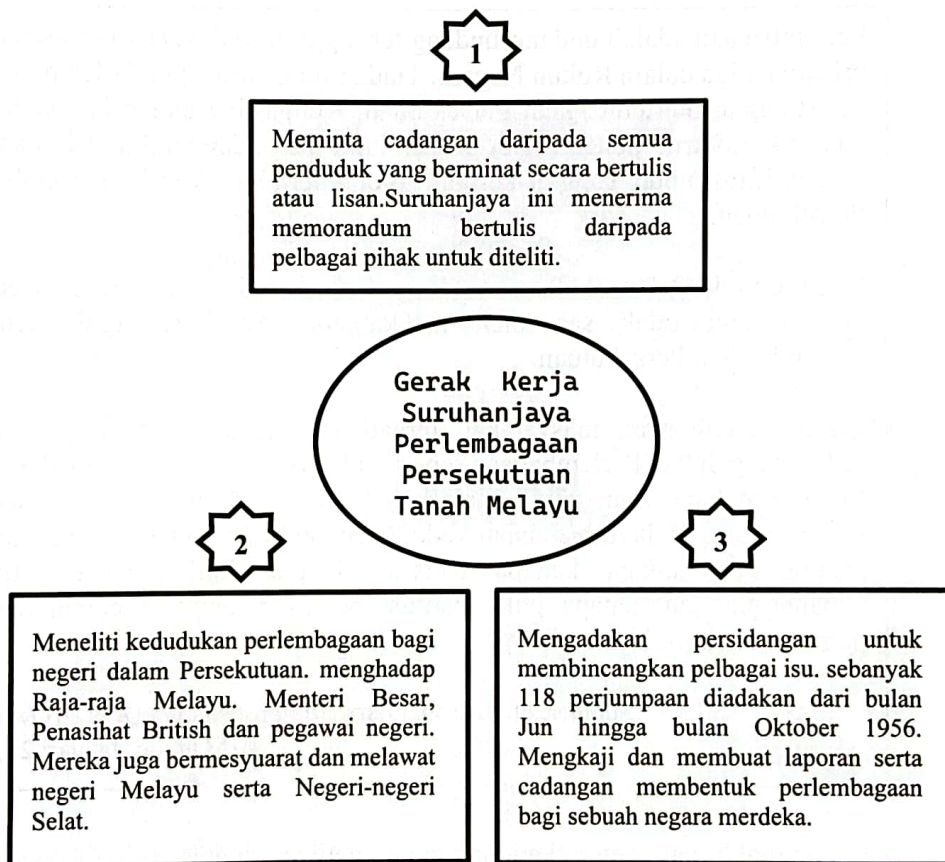 1
Meminta cadangan daripada semua
penduduk yang berminat secara bertulis
atau lisan.Suruhanjaya ini menerima
memorandum bertulis daripada
pelbagai pihak untuk diteliti.
Gerak Kerja
Suruhanjaya
Perlembagaan
Persekutuan
Tanah Melayu
2
Meneliti kedudukan perlembagaan bagi
negeri dalam Persekutuan. menghadap
Raja-raja Melayu. Menteri Besar,
Penasihat British dan pegawai negeri.
Mereka juga bermesyuarat dan melawat
negeri Melayu serta Negeri-negeri
Selat.
3
Mengadakan persidangan untuk
membincangkan pelbagai isu. sebanyak
118 perjumpaan diadakan dari bulan
Jun hingga bulan Oktober 1956.
Mengkaji dan membuat laporan serta
cadangan membentuk perlembagaan
bagi sebuah negara merdeka.